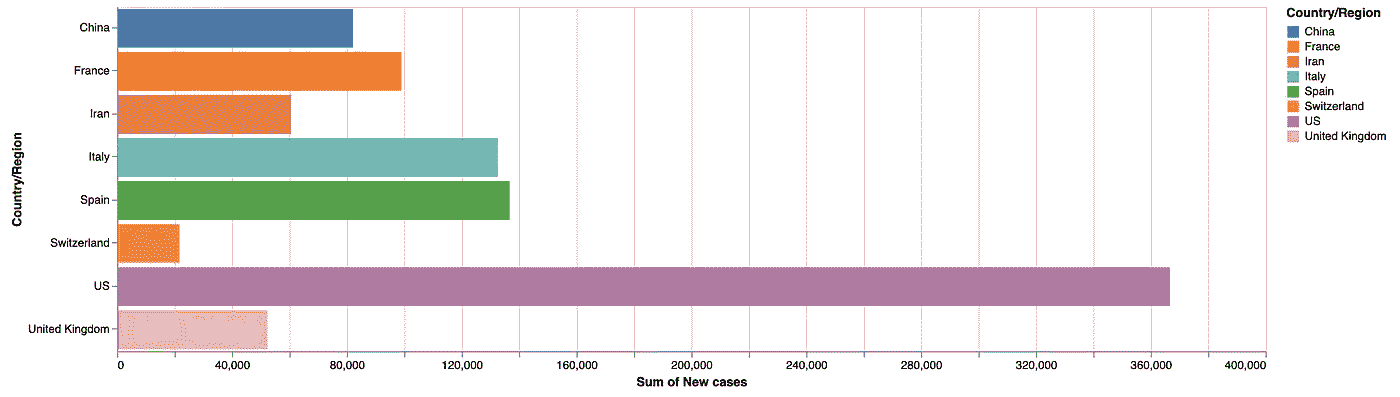 China
France
Iran
Italy
Spain
Switzerland
US
United Kingdom
Country/Region
0 40,000 80,000 120,000 160,000 200,000 240,000 280,000 320,000 360,000 400,000
Sum of New cases
Country/Region
China
France
Iran
Italy
Spain
Switzerland
US
United Kingdom